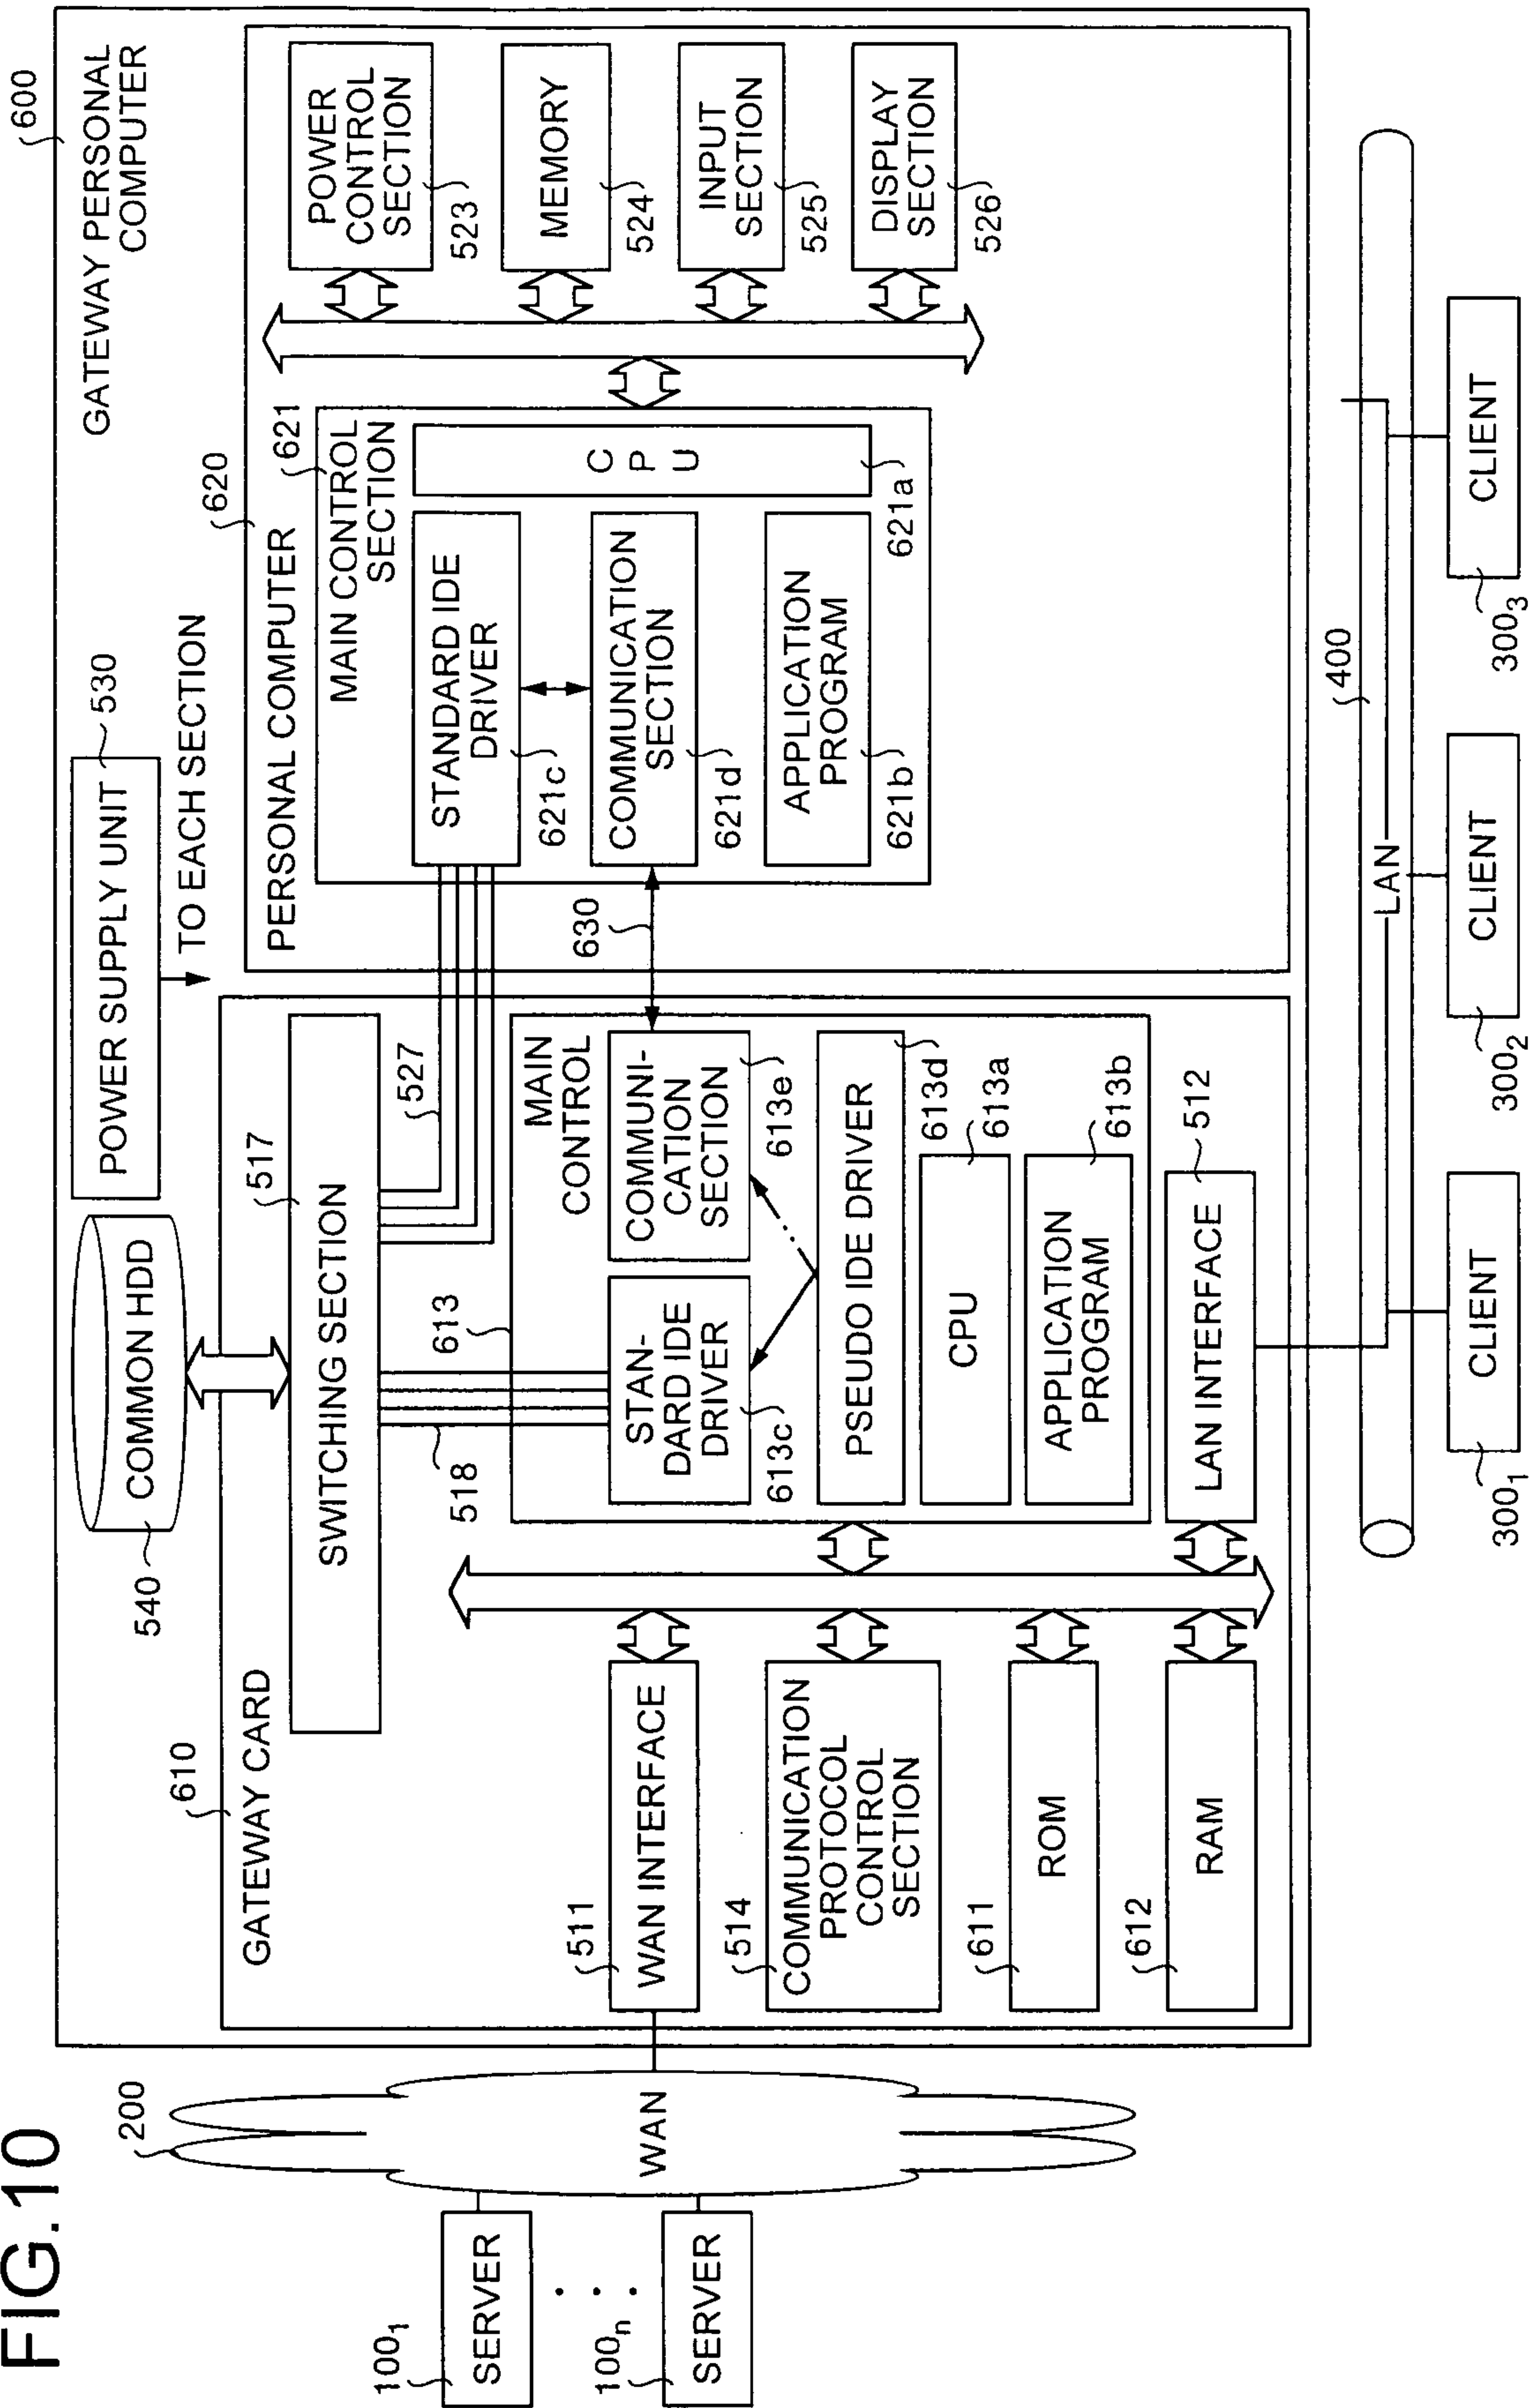 FIG.10
600
GATEWAY PERSONAL
COMPUTER
200
WAN
100₁
SERVER
100ₙ
SERVER
540
COMMON HDD
POWER SUPPLY UNIT
530
TO EACH SECTION
610
GATEWAY CARD
517
SWITCHING SECTION
527
518
613
MAIN
CONTROL
STAN-
DARD IDE
DRIVER
613c
COMMUNI-
CATION
SECTION
613e
PSEUDO IDE DRIVER
613d
CPU
613a
APPLICATION
PROGRAM
613b
511
WAN INTERFACE
514
COMMUNICATION
PROTOCOL
CONTROL
SECTION
611
ROM
612
RAM
512
LAN INTERFACE
630
620
PERSONAL COMPUTER
621
MAIN CONTROL
SECTION
STANDARD IDE
DRIVER
621c
COMMUNICATION
SECTION
621d
APPLICATION
PROGRAM
621b
CPU
621a
POWER
CONTROL
SECTION
523
MEMORY
524
INPUT
SECTION
525
DISPLAY
SECTION
526
400
LAN
CLIENT
300₁
CLIENT
300₂
CLIENT
300₃